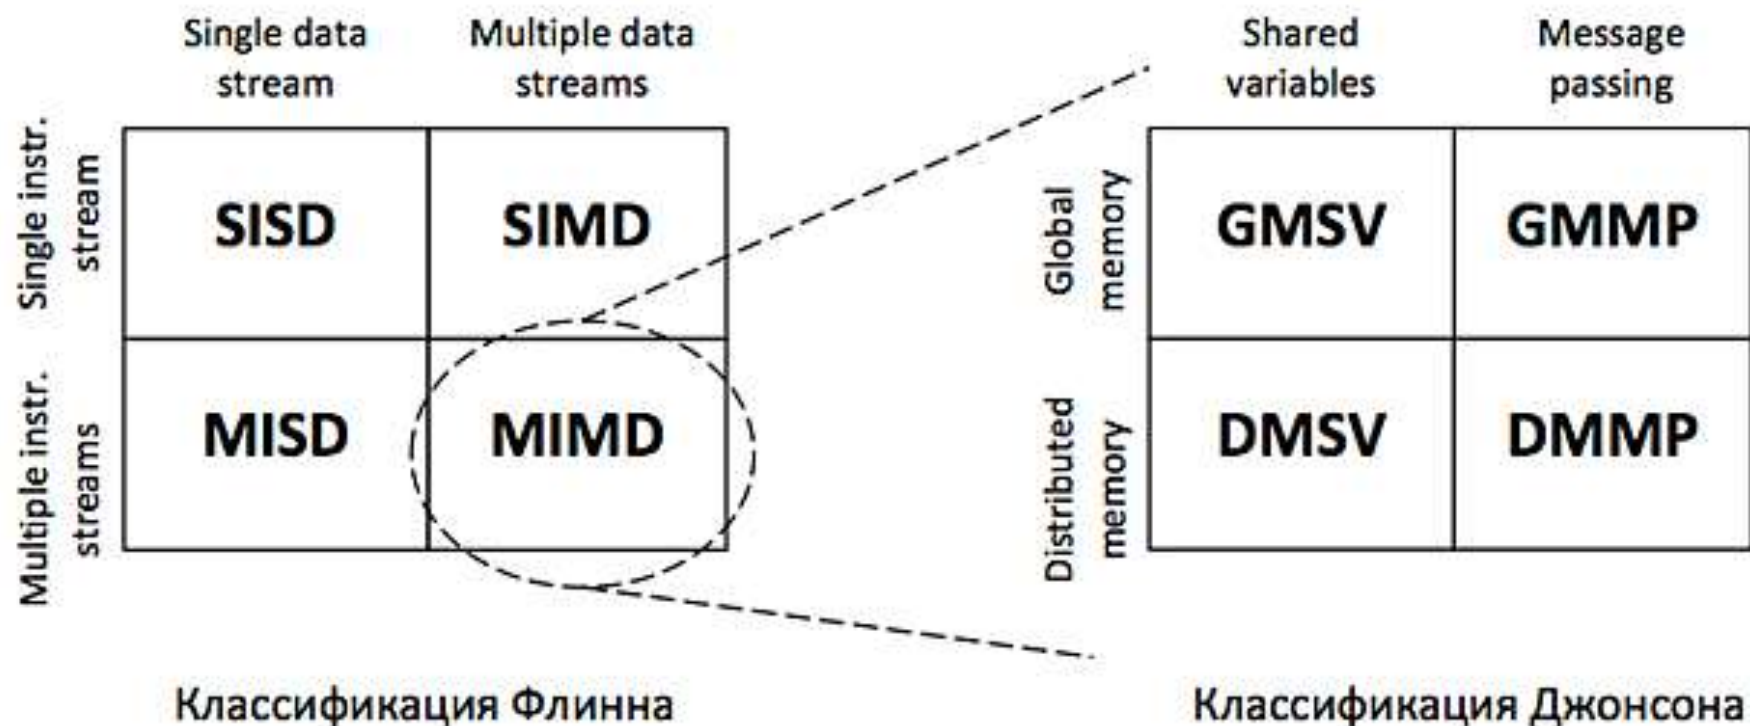 Single data
stream
Multiple data
streams
Single instr.
stream
Multiple instr.
streams
SISD
SIMD
MISD
MIMD
Классификация Флинна
Shared
variables
Message
passing
Global
memory
Distributed
memory
GMSV
GMMP
DMSV
DMMP
Классификация Джонсона